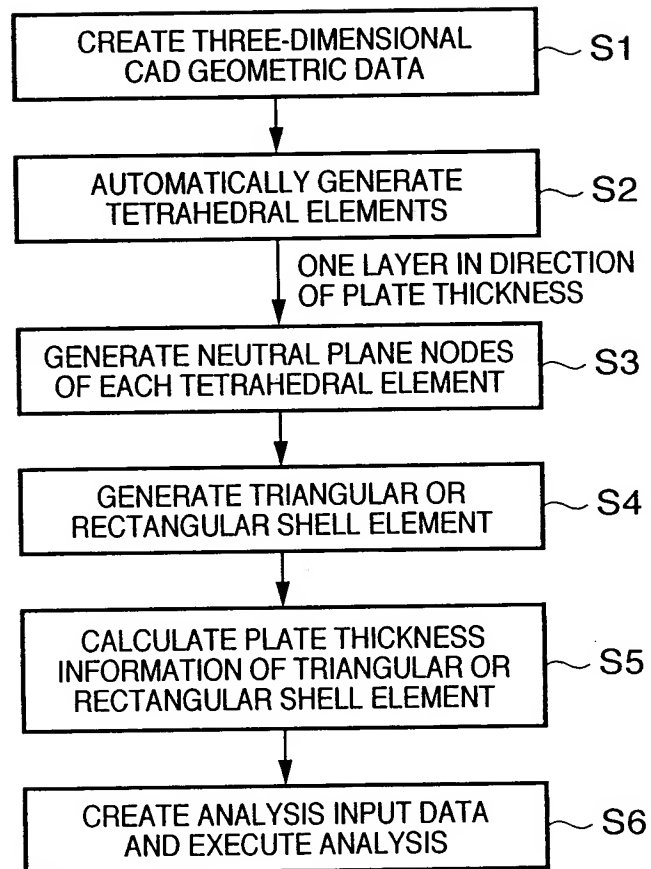 CREATE THREE-DIMENSIONAL
CAD GEOMETRIC DATA
S1
AUTOMATICALLY GENERATE
TETRAHEDRAL ELEMENTS
S2
ONE LAYER IN DIRECTION
OF PLATE THICKNESS
GENERATE NEUTRAL PLANE NODES
OF EACH TETRAHEDRAL ELEMENT
S3
GENERATE TRIANGULAR OR
RECTANGULAR SHELL ELEMENT
S4
CALCULATE PLATE THICKNESS
INFORMATION OF TRIANGULAR OR
RECTANGULAR SHELL ELEMENT
S5
CREATE ANALYSIS INPUT DATA
AND EXECUTE ANALYSIS
S6